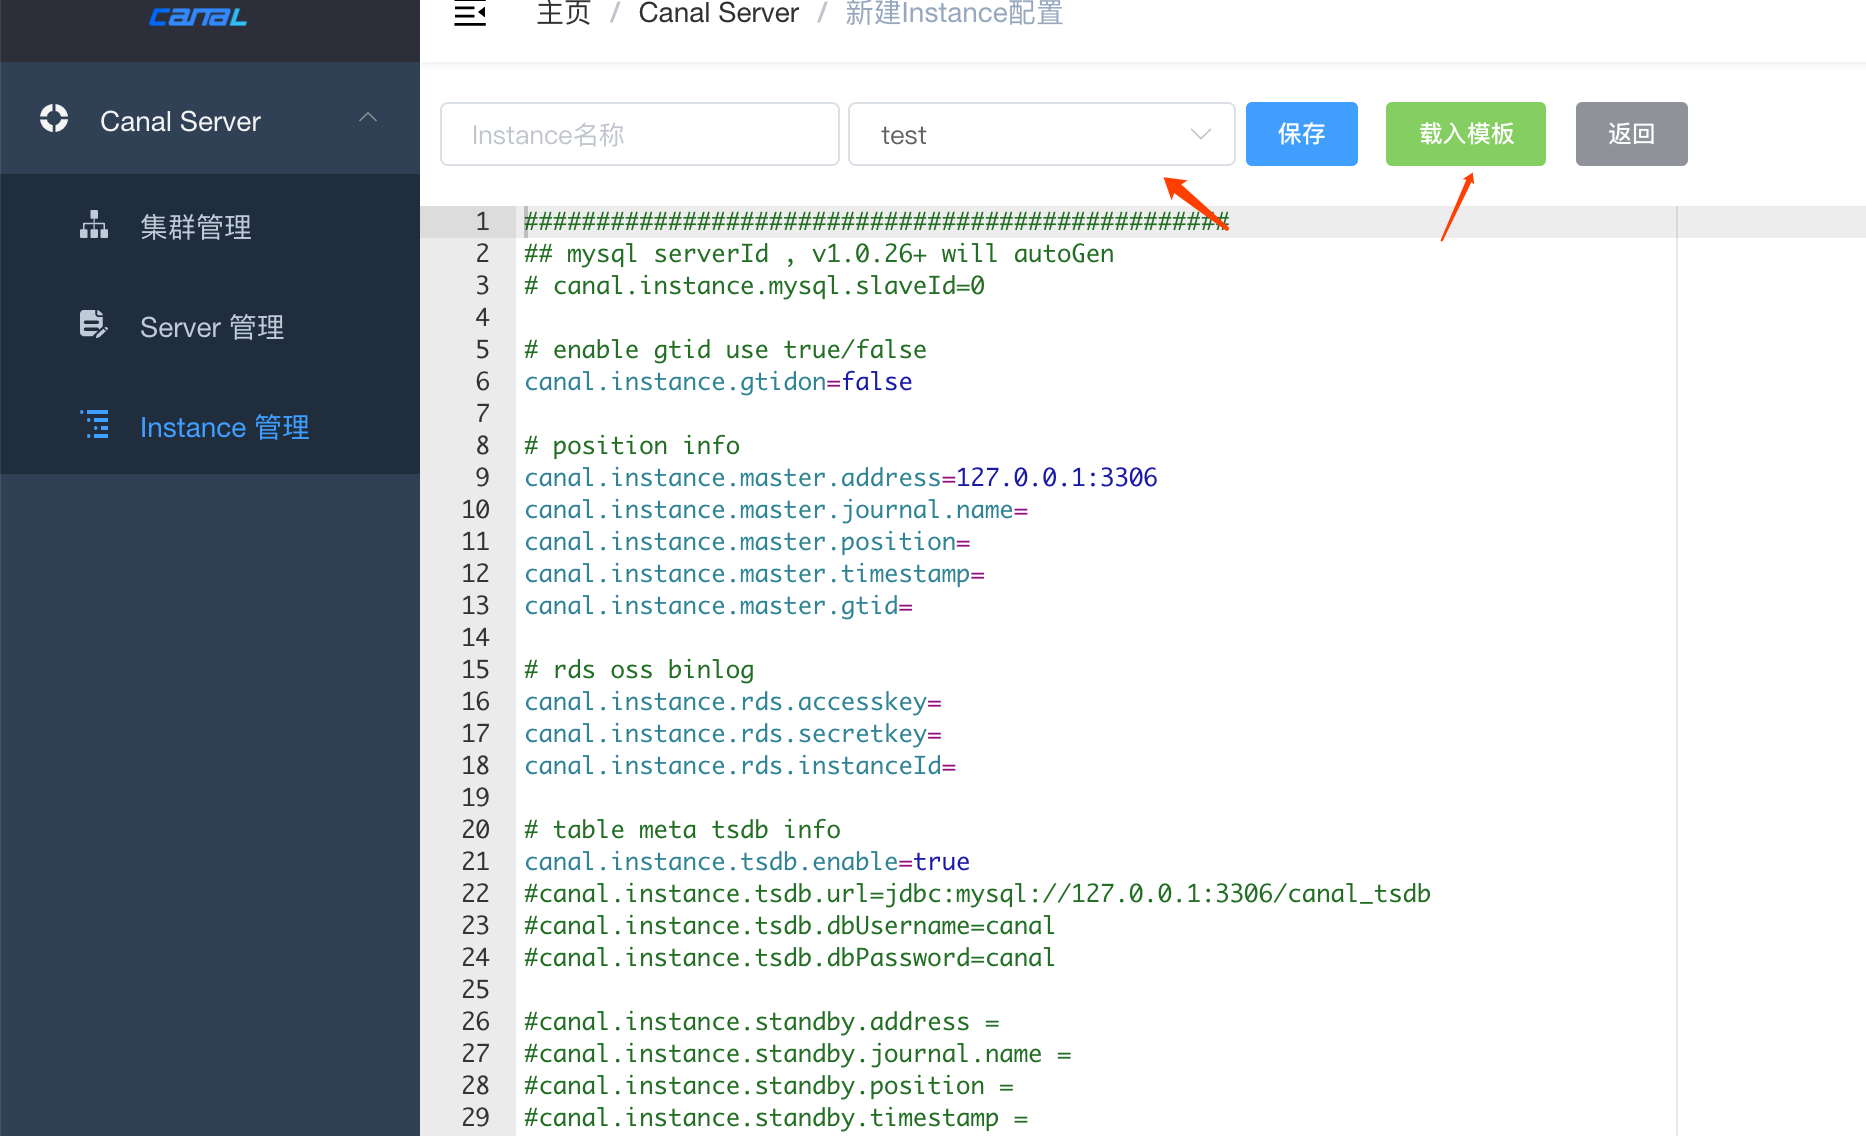 canal
主页 / Canal Server / 新建Instance配置
Canal Server
集群管理
Server 管理
Instance 管理
Instance名称 test 保存 载入模板 返回
1 #################################################
2 ## mysql serverId , v1.0.26+ will autoGen
3 # canal.instance.mysql.slaveId=0
4
5 # enable gtid use true/false
6 canal.instance.gtidon=false
7
8 # position info
9 canal.instance.master.address=127.0.0.1:3306
10 canal.instance.master.journal.name=
11 canal.instance.master.position=
12 canal.instance.master.timestamp=
13 canal.instance.master.gtid=
14
15 # rds oss binlog
16 canal.instance.rds.accesskey=
17 canal.instance.rds.secretkey=
18 canal.instance.rds.instanceId=
19
20 # table meta tsdb info
21 canal.instance.tsdb.enable=true
22 #canal.instance.tsdb.url=jdbc:mysql://127.0.0.1:3306/canal_tsdb
23 #canal.instance.tsdb.dbUsername=canal
24 #canal.instance.tsdb.dbPassword=canal
25
26 #canal.instance.standby.address =
27 #canal.instance.standby.journal.name =
28 #canal.instance.standby.position =
29 #canal.instance.standby.timestamp =